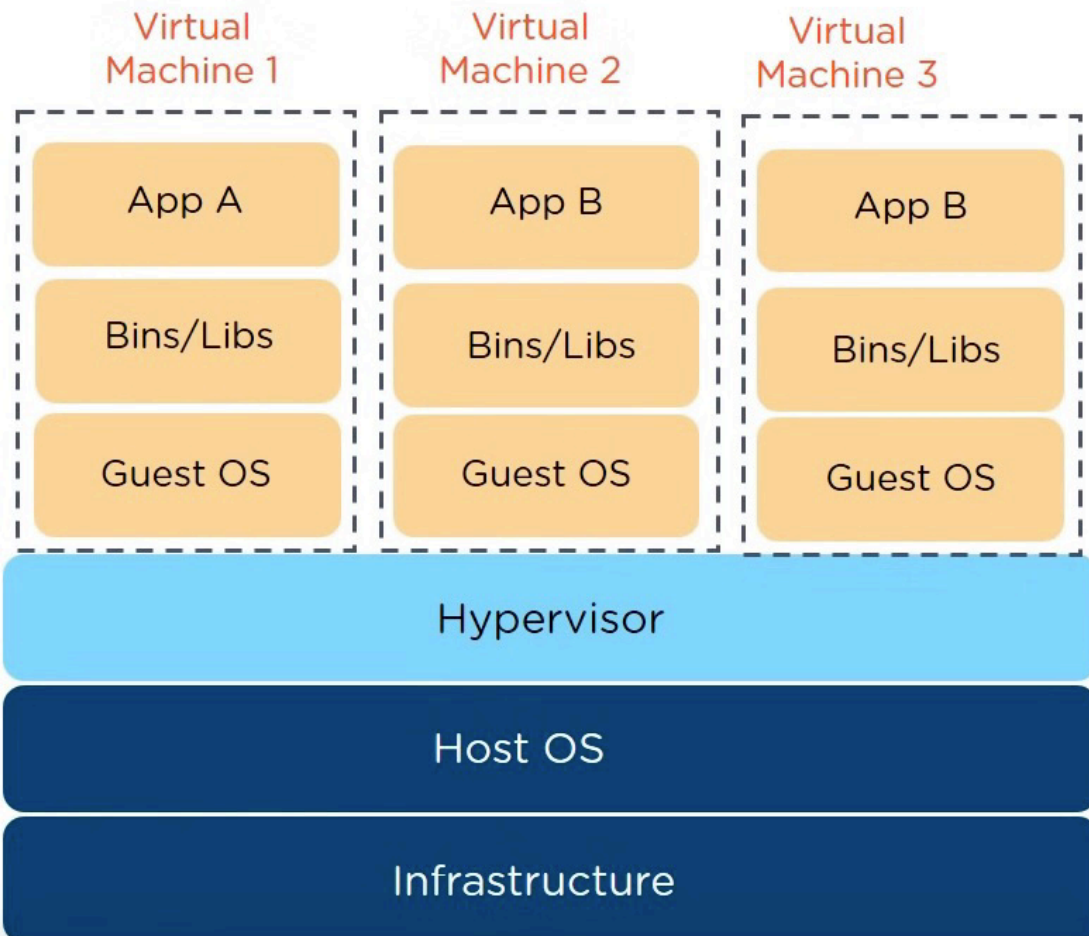 Virtual
Machine 1
Virtual
Machine 2
Virtual
Machine 3
App A
App B
App B
Bins/Libs
Bins/Libs
Bins/Libs
Guest OS
Guest OS
Guest OS
Hypervisor
Host OS
Infrastructure